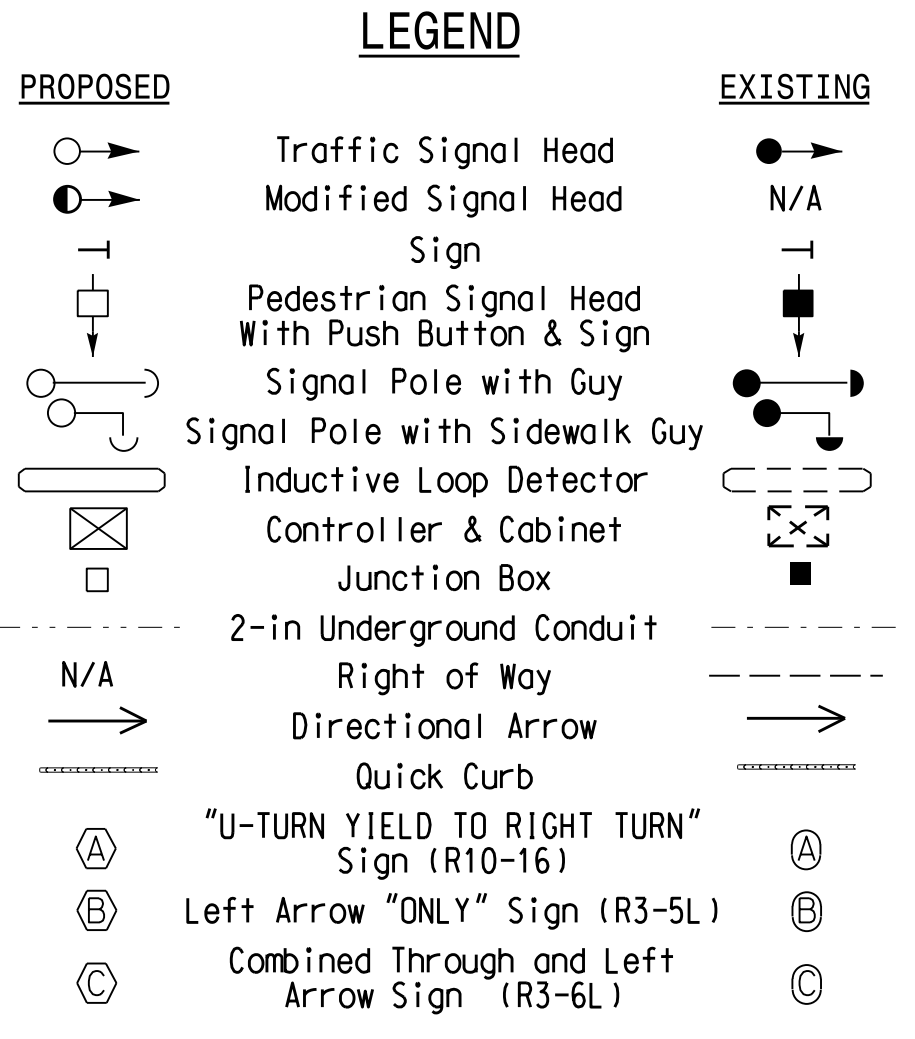 LEGEND
PROPOSED EXISTING
Traffic Signal Head
Modified Signal Head N/A
Sign
Pedestrian Signal Head
With Push Button & Sign
Signal Pole with Guy
Signal Pole with Sidewalk Guy
Inductive Loop Detector
Controller & Cabinet
Junction Box
2-in Underground Conduit
N/A Right of Way
Directional Arrow
Quick Curb
"U-TURN YIELD TO RIGHT TURN"
A Sign (R10-16) A
B Left Arrow "ONLY" Sign (R3-5L) B
Combined Through and Left
C Arrow Sign (R3-6L) C